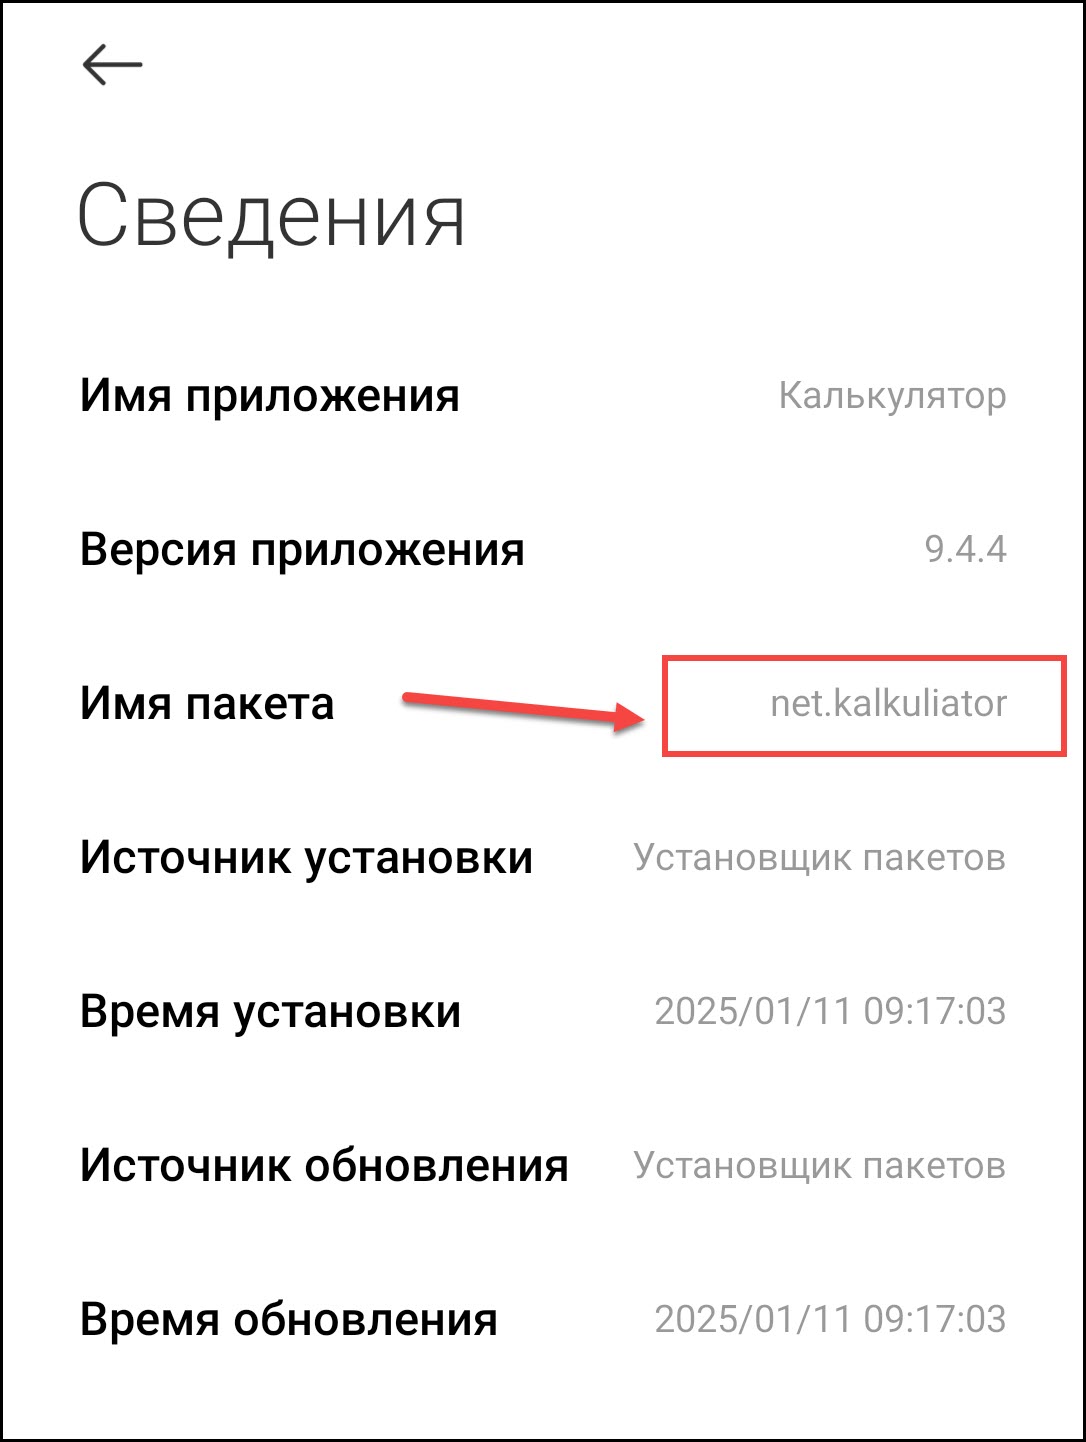 Сведения
Имя приложения Калькулятор
Версия приложения 9.4.4
Имя пакета net.kalkuliator
Источник установки Установщик пакетов
Время установки 2025/01/11 09:17:03
Источник обновления Установщик пакетов
Время обновления 2025/01/11 09:17:03